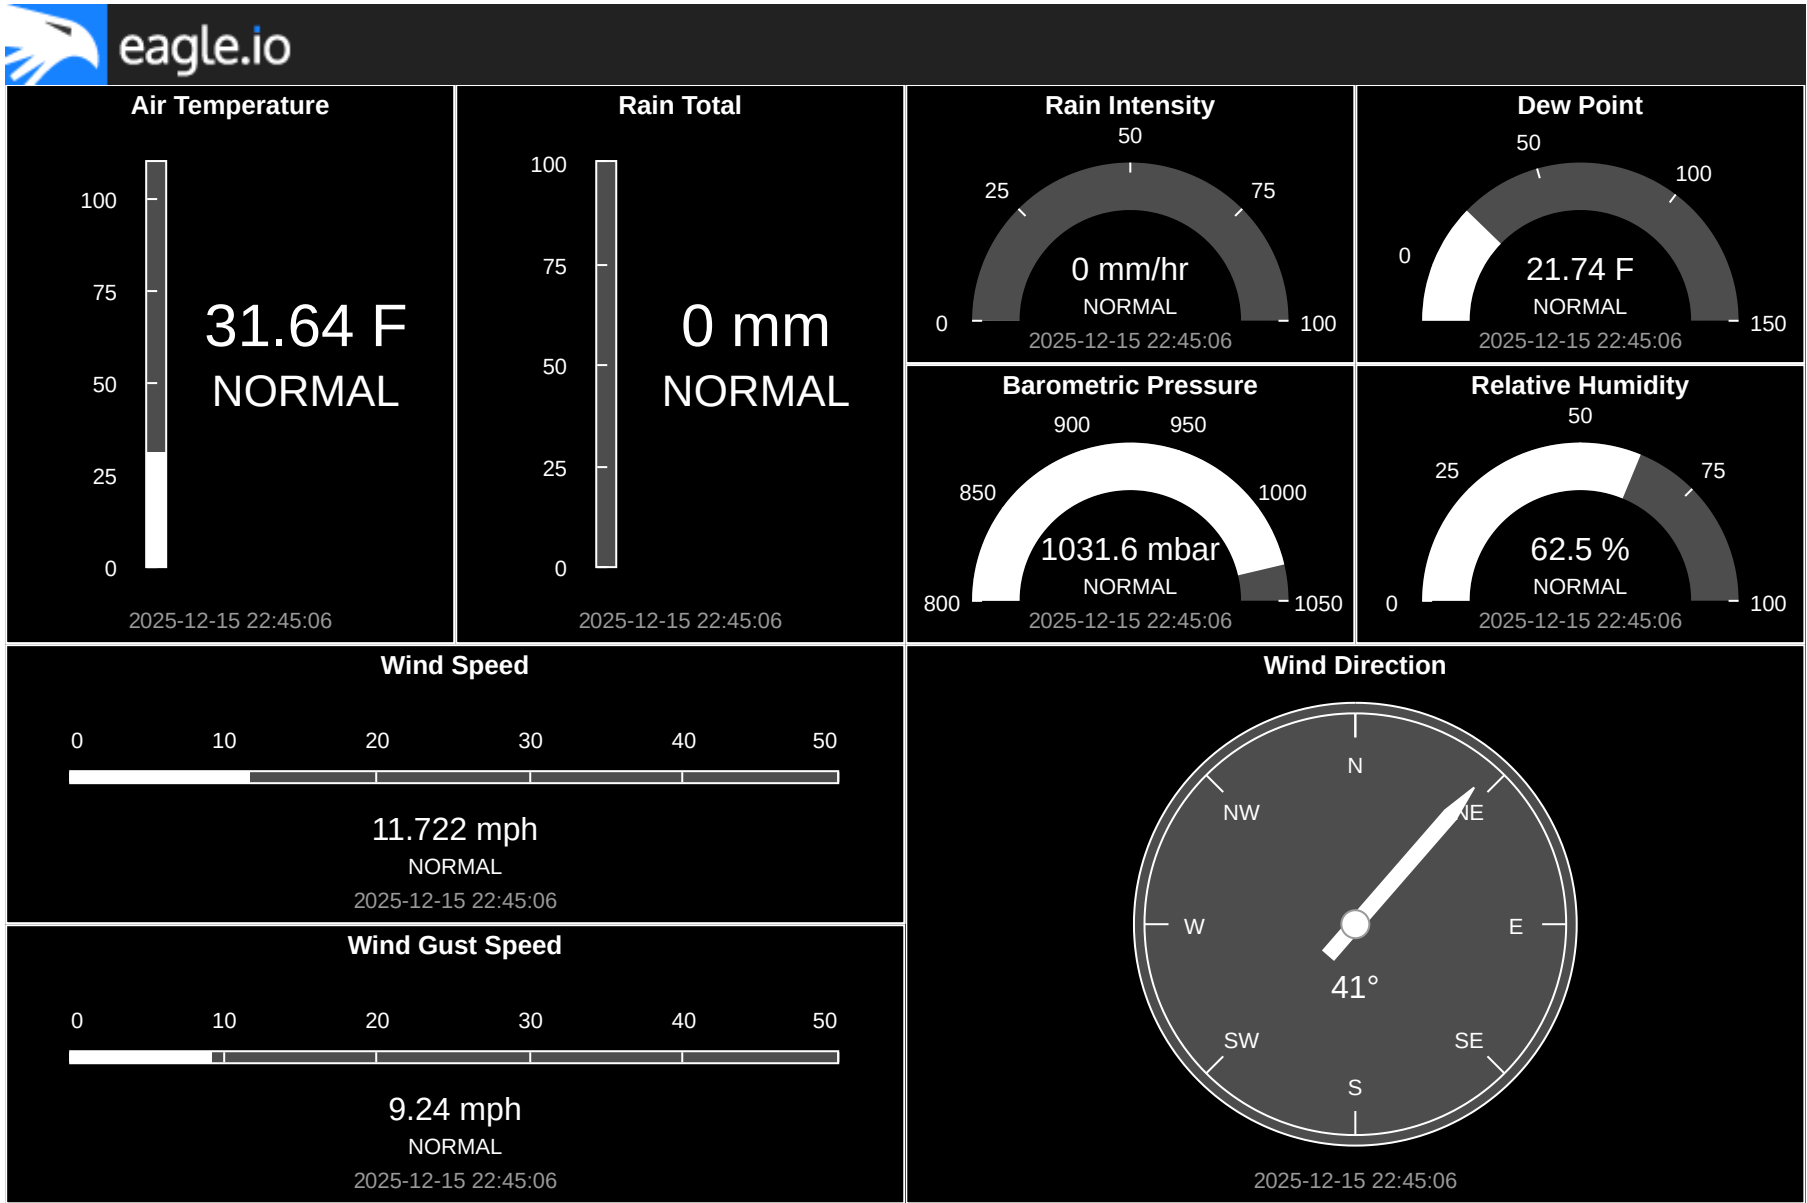 eagle.io
Air Temperature
100
75
50
25
0
31.64 F
NORMAL
2025-12-15 22:45:06
Rain Total
100
75
50
25
0
0 mm
NORMAL
2025-12-15 22:45:06
Rain Intensity
50
25
75
0
100
0 mm/hr
NORMAL
2025-12-15 22:45:06
Dew Point
50
100
0
150
21.74 F
NORMAL
2025-12-15 22:45:06
Barometric Pressure
900
950
850
1000
800
1050
1031.6 mbar
NORMAL
2025-12-15 22:45:06
Relative Humidity
50
25
75
0
100
62.5 %
NORMAL
2025-12-15 22:45:06
Wind Speed
0 10 20 30 40 50
11.722 mph
NORMAL
2025-12-15 22:45:06
Wind Gust Speed
0 10 20 30 40 50
9.24 mph
NORMAL
2025-12-15 22:45:06
Wind Direction
N
NW
NE
W
E
41°
SW
SE
S
2025-12-15 22:45:06